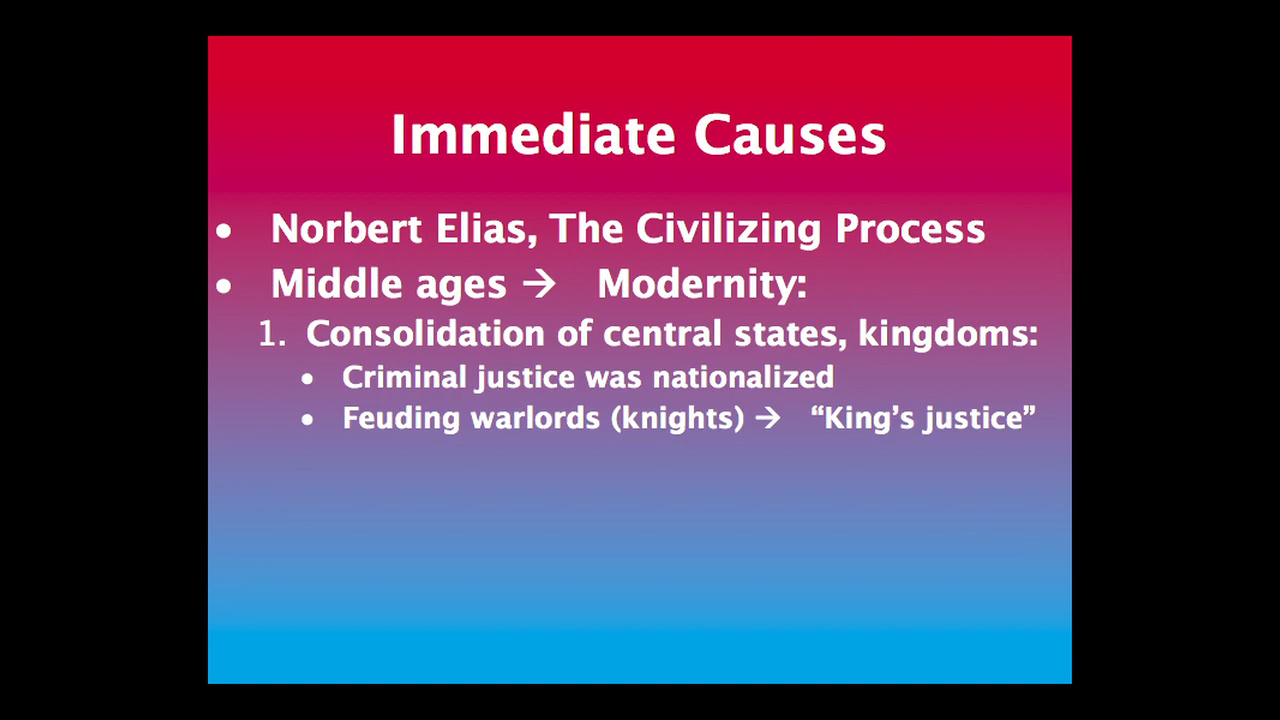 Immediate Causes
• Norbert Elias, The Civilizing Process
• Middle ages → Modernity:
1. Consolidation of central states, kingdoms:
• Criminal justice was nationalized
• Feuding warlords (knights) → “King’s justice”